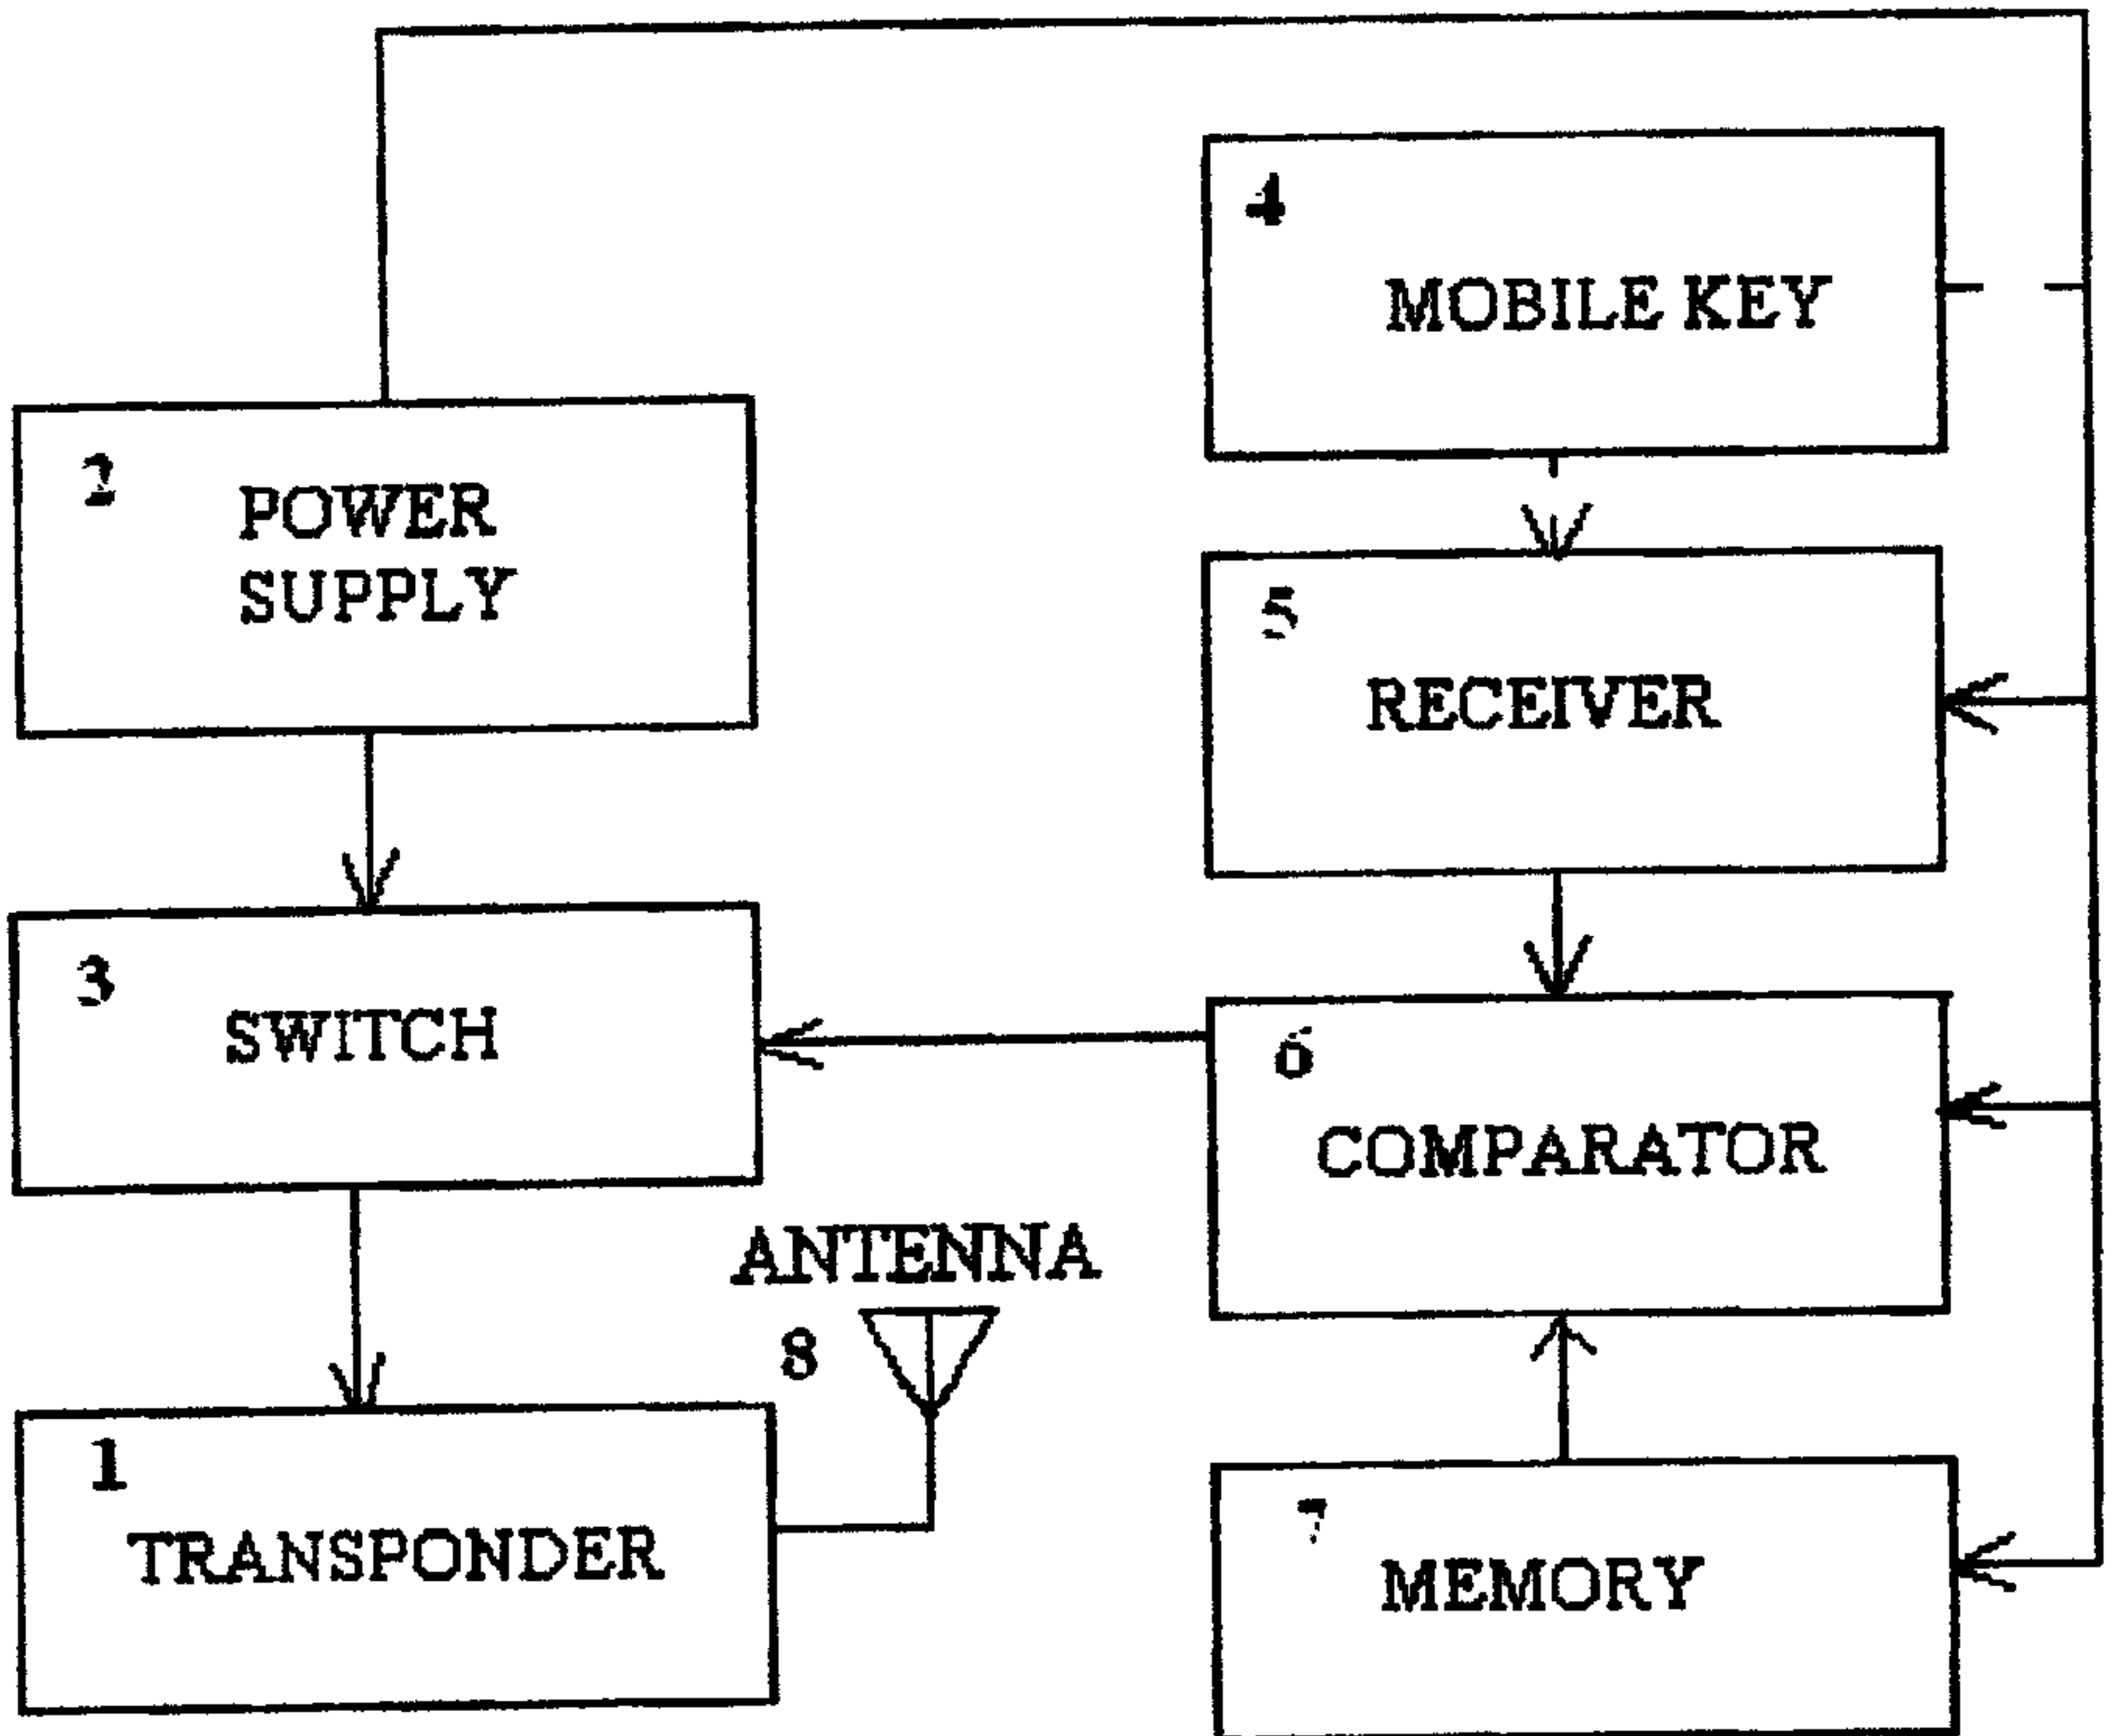 4
MOBILE KEY
2
POWER
SUPPLY
5
RECEIVER
3
SWITCH
6
COMPARATOR
ANTENNA
8
1
TRANSPONDER
7
MEMORY